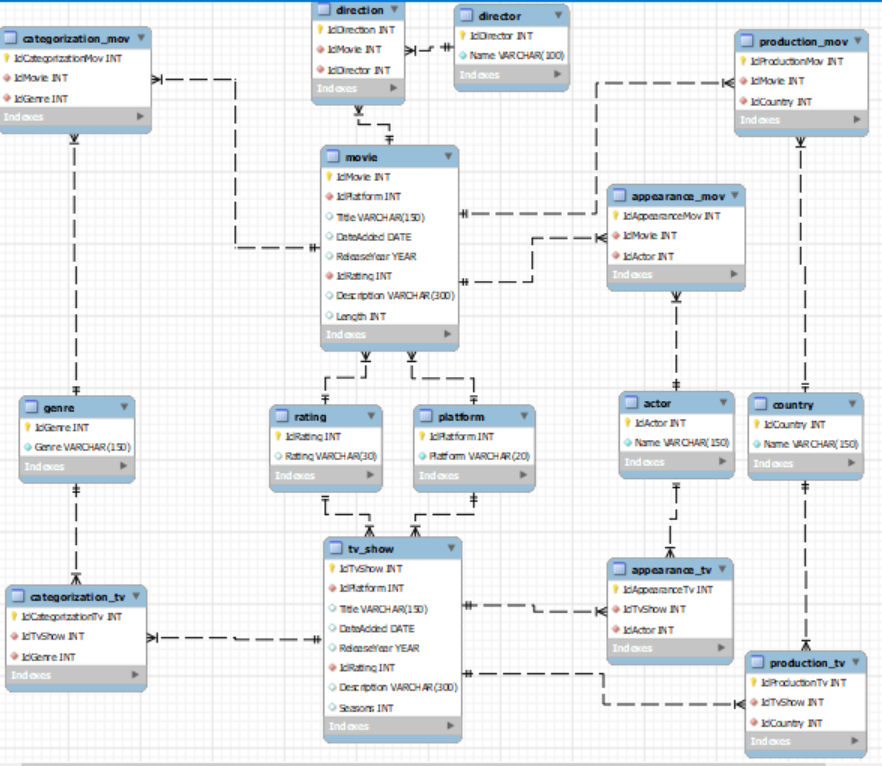 direction
IdDirection INT
IdMovie INT
IdDirector INT
Indexes
director
IdDirector INT
Name VARCHAR(100)
Indexes
categorization_mov
IdCategorizationMov INT
IdMovie INT
IdGenre INT
Indexes
production_mov
IdProductionMov INT
IdMovie INT
IdCountry INT
Indexes
movie
IdMovie INT
IdPlatform INT
Title VARCHAR(150)
DateAdded DATE
ReleaseYear YEAR
IdRating INT
Description VARCHAR(300)
Length INT
Indexes
appearance_mov
IdAppearanceMov INT
IdMovie INT
IdActor INT
Indexes
genre
IdGenre INT
Genre VARCHAR(150)
Indexes
rating
IdRating INT
Rating VARCHAR(30)
Indexes
platform
IdPlatform INT
Platform VARCHAR(20)
Indexes
actor
IdActor INT
Name VARCHAR(150)
Indexes
country
IdCountry INT
Name VARCHAR(150)
Indexes
categorization_tv
IdCategorizationTv INT
IdTvShow INT
IdGenre INT
Indexes
tv_show
IdTvShow INT
IdPlatform INT
Title VARCHAR(150)
DateAdded DATE
ReleaseYear YEAR
IdRating INT
Description VARCHAR(300)
Seasons INT
Indexes
appearance_tv
IdAppearanceTv INT
IdTvShow INT
IdActor INT
Indexes
production_tv
IdProductionTv INT
IdTvShow INT
IdCountry INT
Indexes